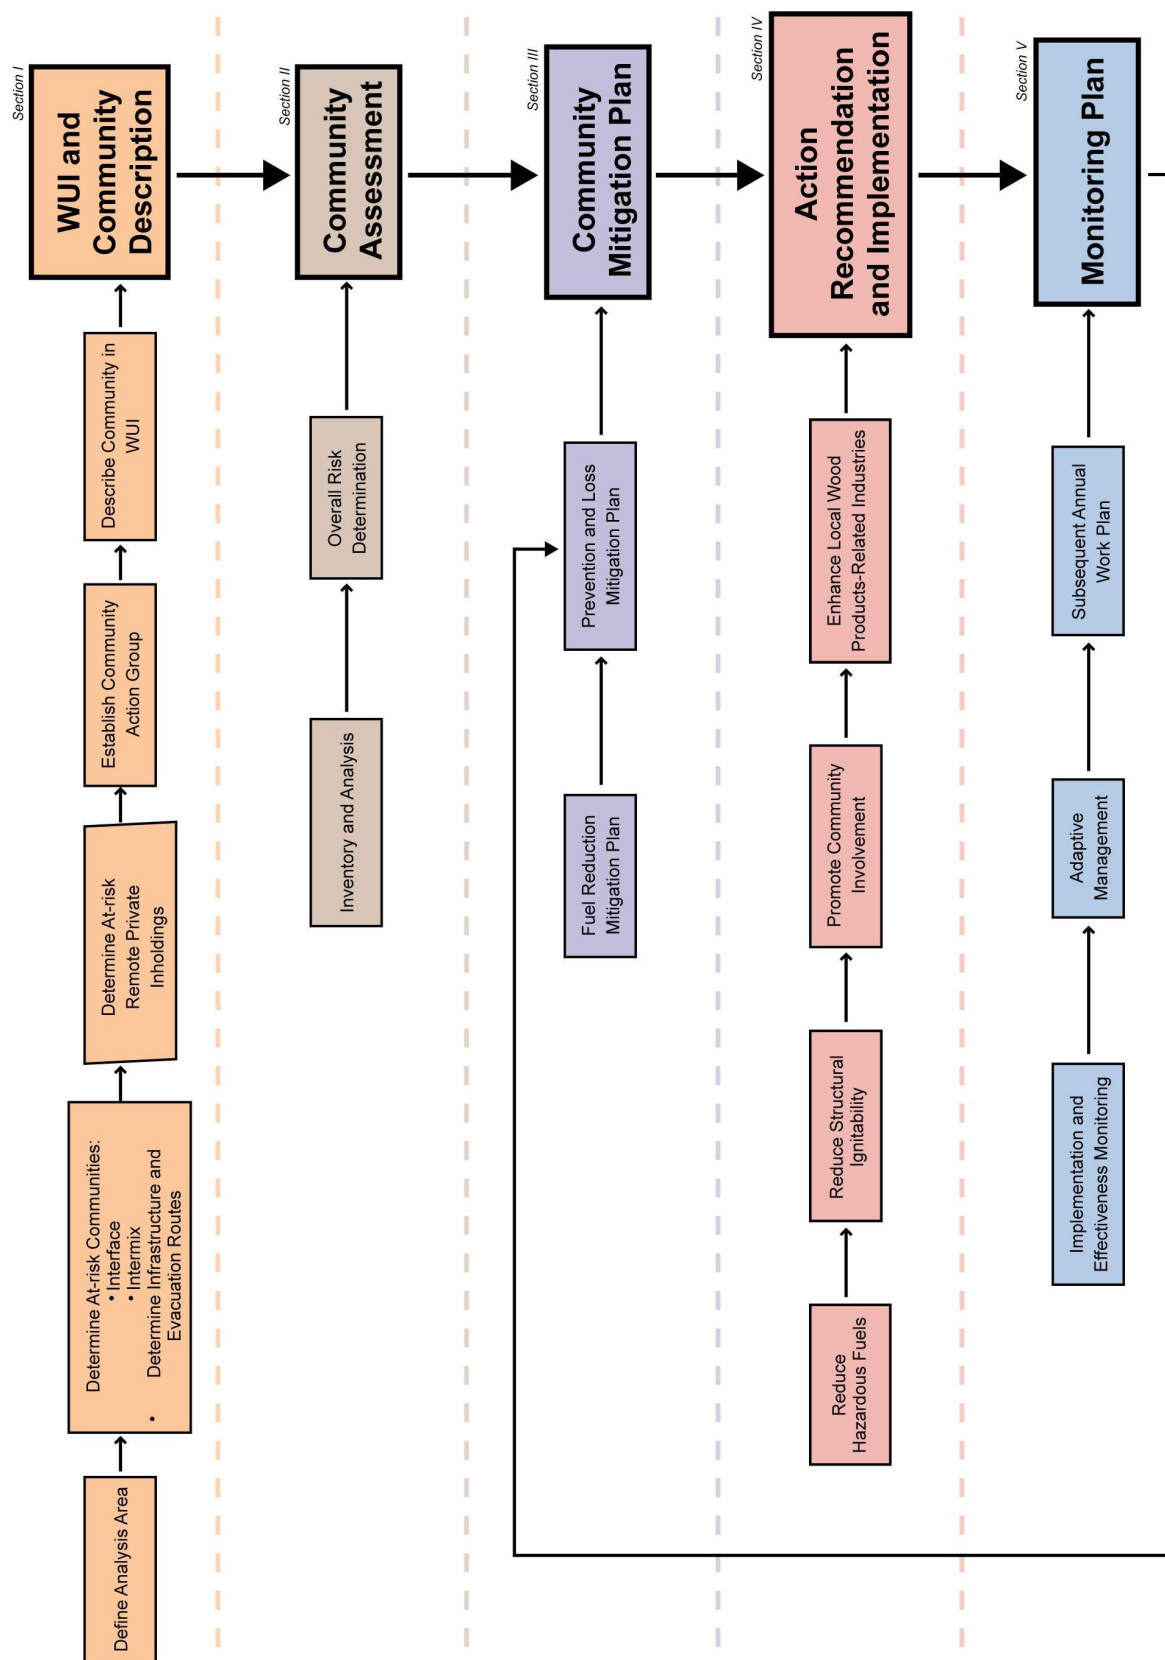 Section I
WUI and
Community
Description
Describe Community in
WUI
Establish Community
Action Group
Determine At-risk
Remote Private
Inholdings
Determine At-risk Communities:
• Interface
• Intermix
• Determine Infrastructure and
Evacuation Routes
Define Analysis Area
Section II
Community
Assessment
Overall Risk
Determination
Inventory and Analysis
Section III
Community
Mitigation Plan
Prevention and Loss
Mitigation Plan
Fuel Reduction
Mitigation Plan
Section IV
Action
Recommendation
and Implementation
Enhance Local Wood
Products-Related Industries
Promote Community
Involvement
Reduce Structural
Ignitability
Reduce
Hazardous Fuels
Section V
Monitoring Plan
Subsequent Annual
Work Plan
Adaptive
Management
Implementation and
Effectiveness Monitoring